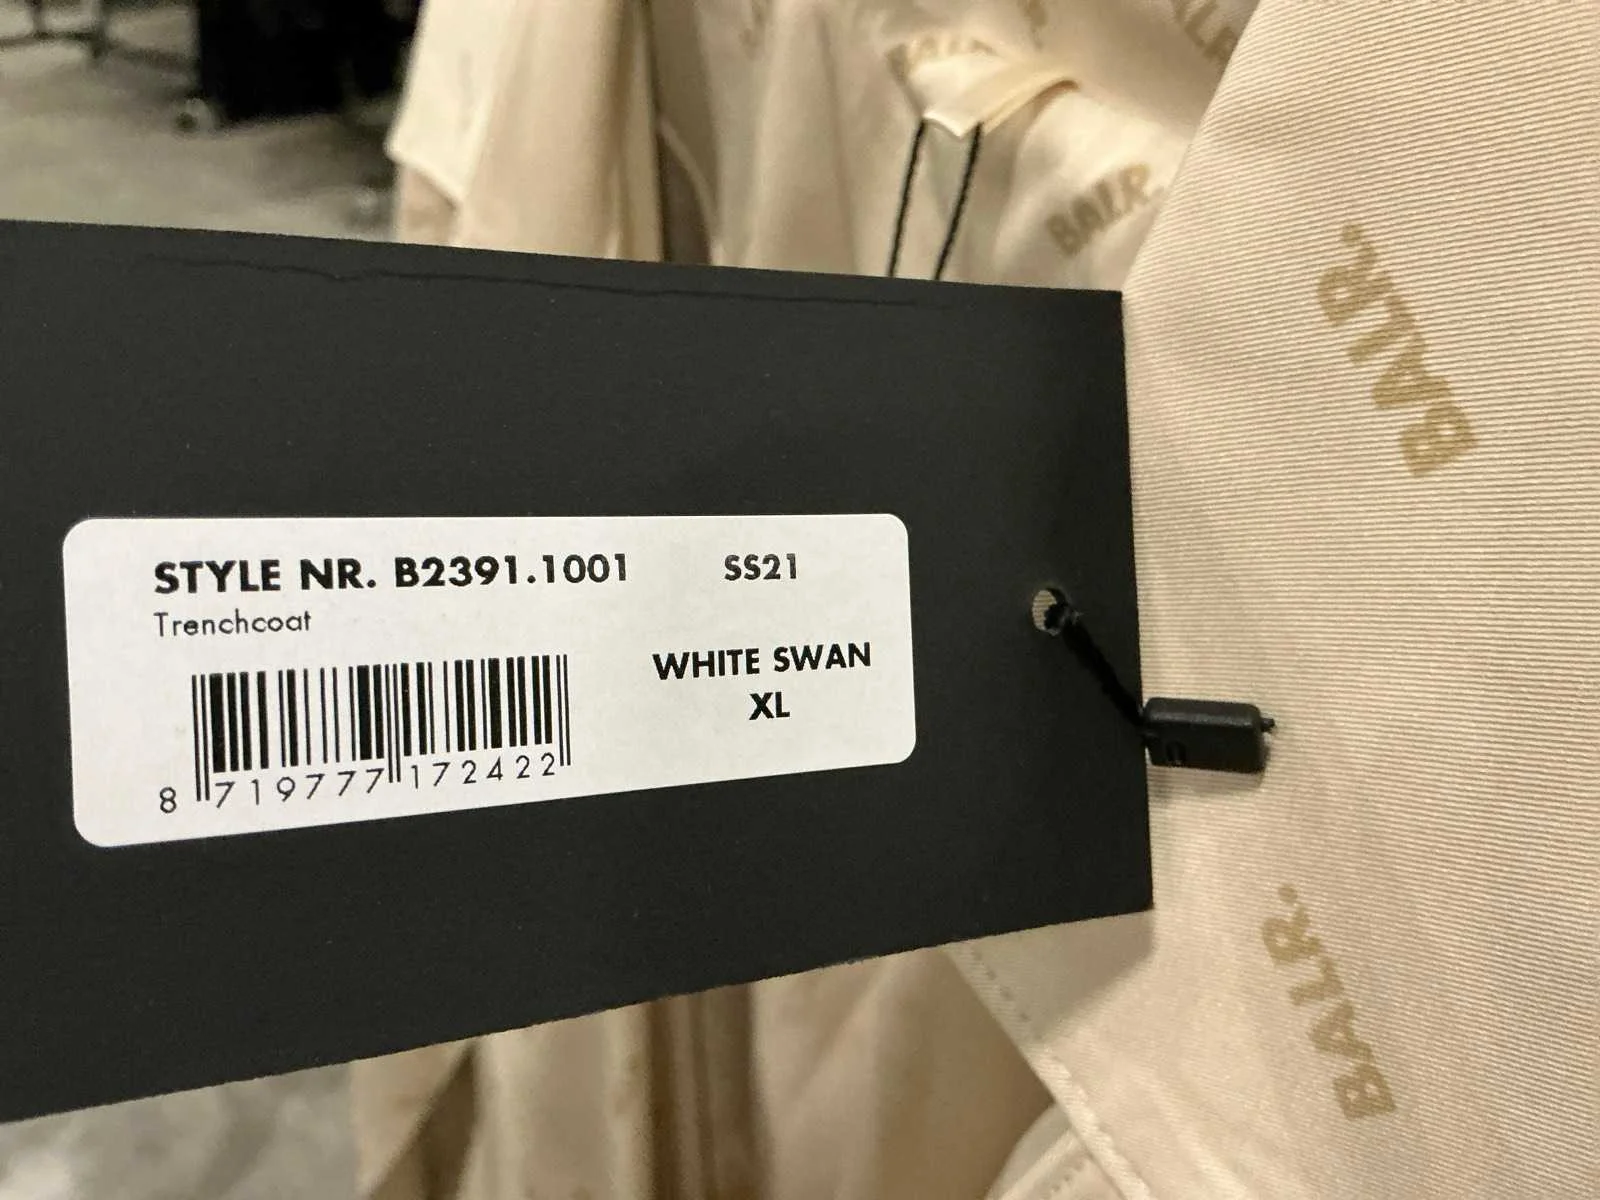 BALR.
BALR.
STYLE NR. B2391.1001 SS21
Trenchcoat
WHITE SWAN
XL
8 719777 172422
BALR.